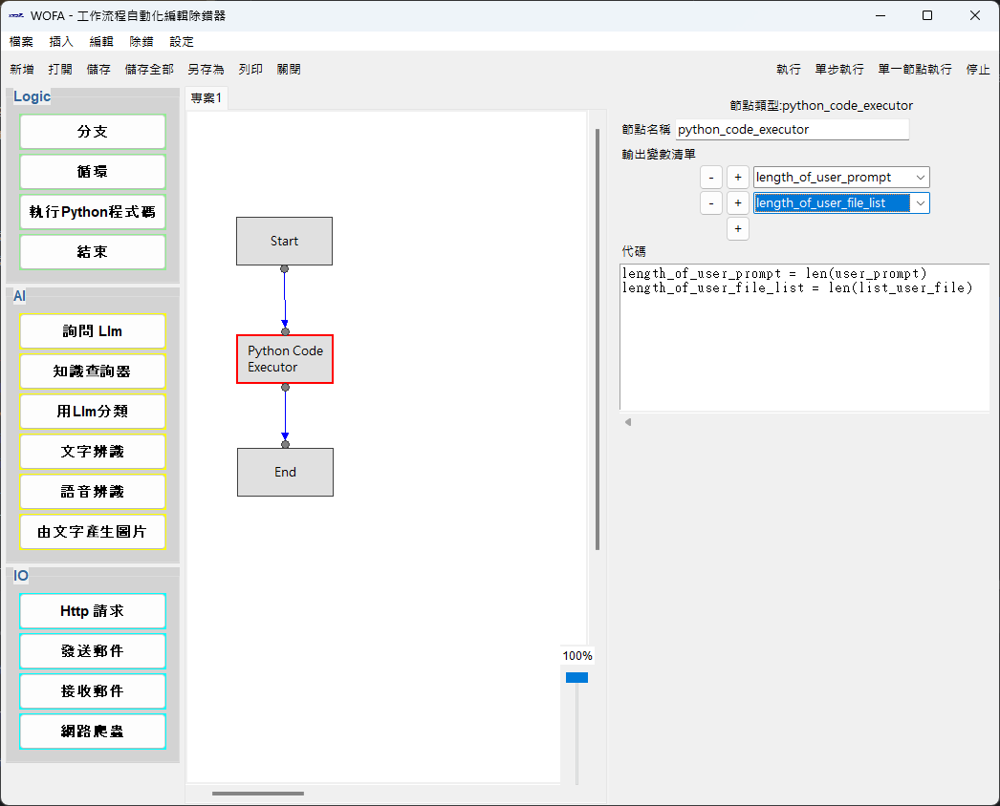 WOFA - 工作流程自動化編輯除錯器
檔案 插入 編輯 除錯 設定
新增 打開 儲存 儲存全部 另存為 列印 關閉 執行 單步執行 單一節點執行 停止
Logic
分支
循環
執行Python程式碼
結束
AI
詢問 Llm
知識查詢器
用Llm分類
文字辨識
語音辨識
由文字產生圖片
IO
Http 請求
發送郵件
接收郵件
網路爬蟲
專案1
Start
Python Code
Executor
End
100%
節點類型:python_code_executor
節點名稱 python_code_executor
輸出變數清單
- + length_of_user_prompt
- + length_of_user_file_list
+
代碼
length_of_user_prompt = len(user_prompt)
length_of_user_file_list = len(list_user_file)